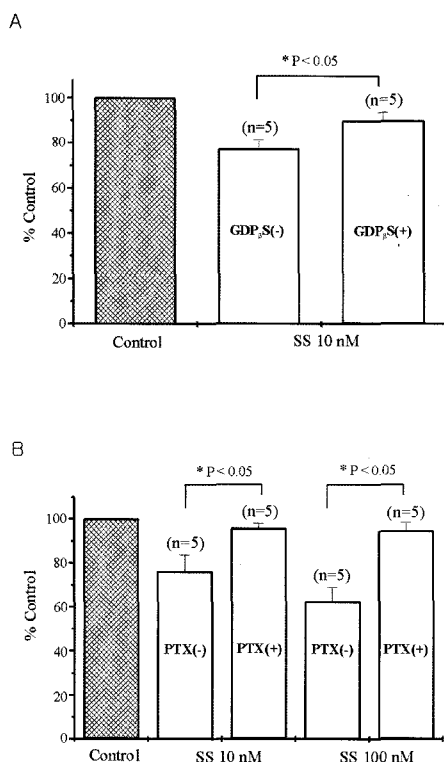 A
* P < 0.05
(n=5)
(n=5)
100
80
60
40
20
0
% Control
GDPβS(-)
GDPβS(+)
Control
SS 10 nM
B
* P < 0.05
* P < 0.05
(n=5)
(n=5)
(n=5)
(n=5)
100
80
60
40
20
0
% Control
PTX(-)
PTX(+)
PTX(-)
PTX(+)
Control
SS 10 nM
SS 100 nM